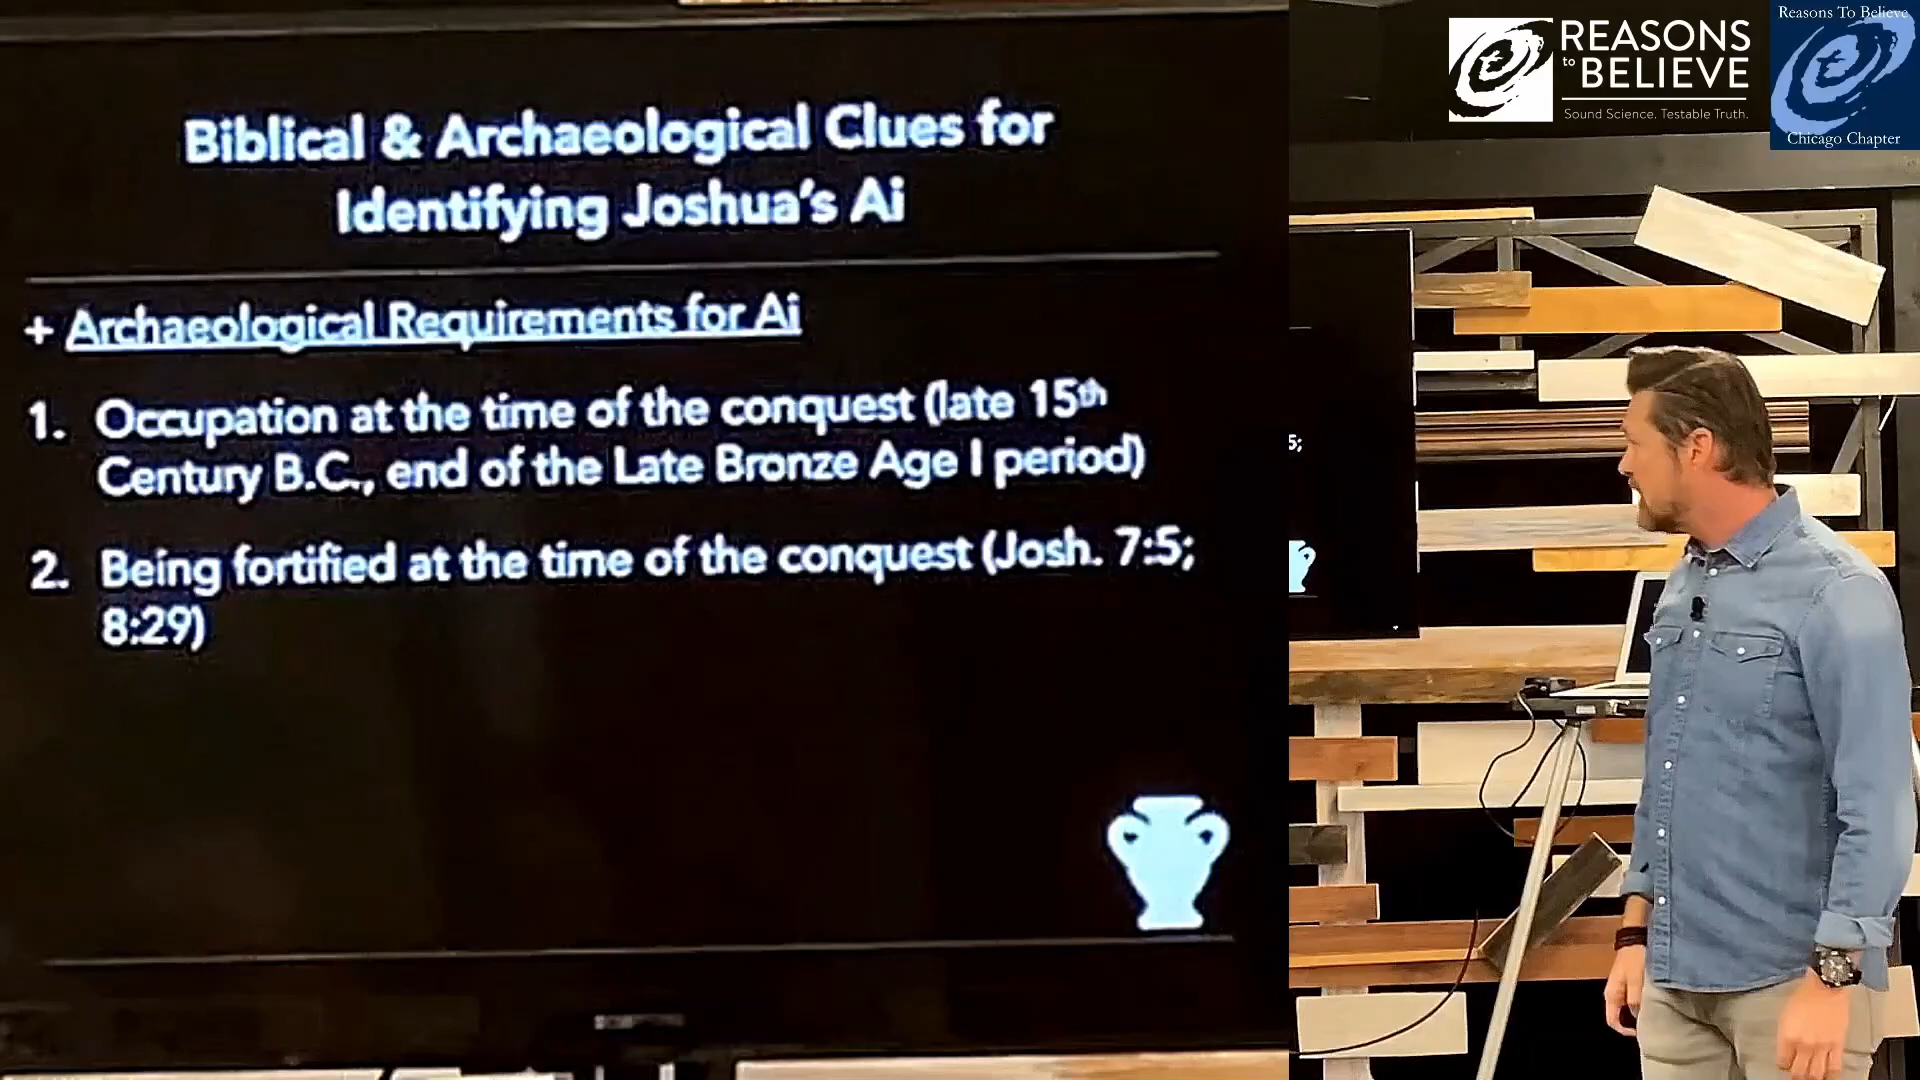 Biblical & Archaeological Clues for
Identifying Joshua's Ai
+ Archaeological Requirements for Ai
1. Occupation at the time of the conquest (late 15th
Century B.C., end of the Late Bronze Age I period)
2. Being fortified at the time of the conquest (Josh. 7:5;
8:29)
5;
REASONS
to BELIEVE
Sound Science. Testable Truth.
Reasons To Believe
Chicago Chapter